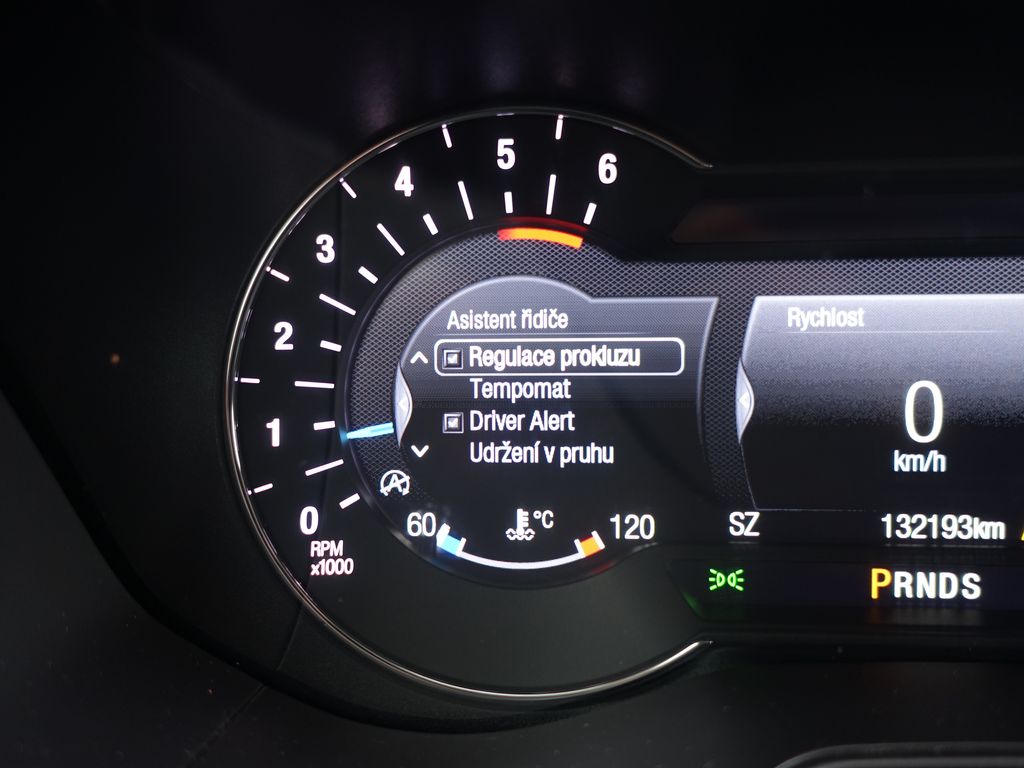 6
5
4
3
2
1
0
RPM
x1000
Asistent řidiče
Regulace prokluzu
Tempomat
Driver Alert
Udržení v pruhu
A
60
°C
120
Rychlost
0
km/h
SZ
132193km
PRNDS